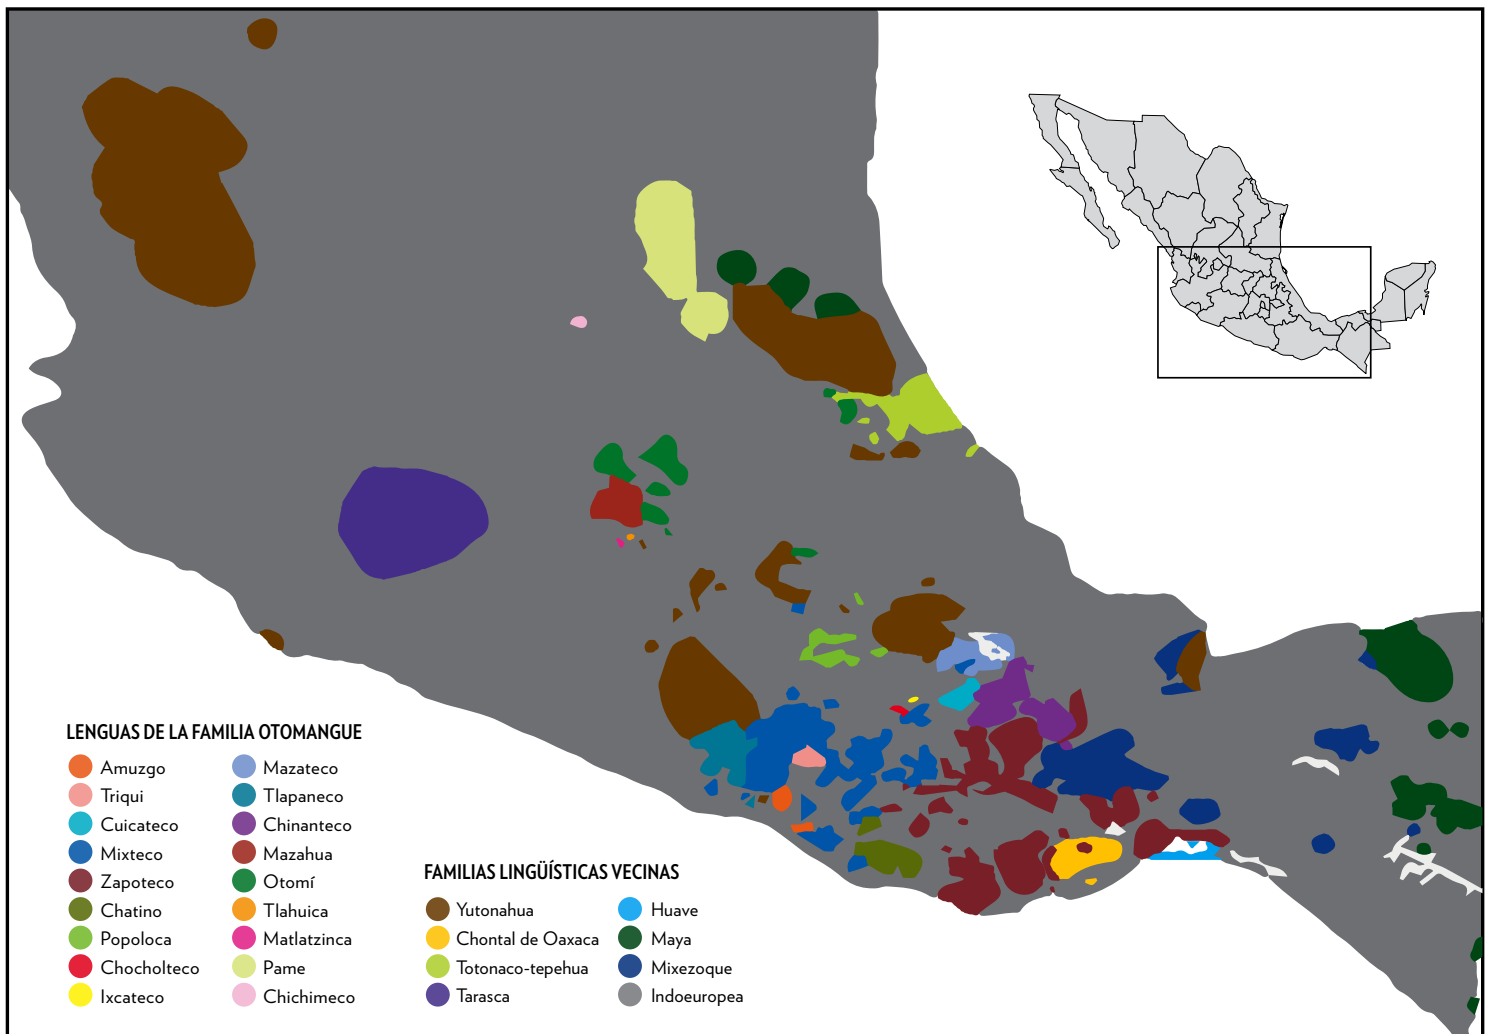 LENGUAS DE LA FAMILIA OTOMANGUE
Amuzgo
Triqui
Cuicateco
Mixteco
Zapoteco
Chatino
Popoloca
Chocholteco
Ixcateco
Mazateco
Tlapaneco
Chinanteco
Mazahua
Otomí
Tlahuica
Matlatzinca
Pame
Chichimeco
FAMILIAS LINGÜÍSTICAS VECINAS
Yutonahua
Chontal de Oaxaca
Totonaco-tepehua
Tarasca
Huave
Maya
Mixezoque
Indoeuropea